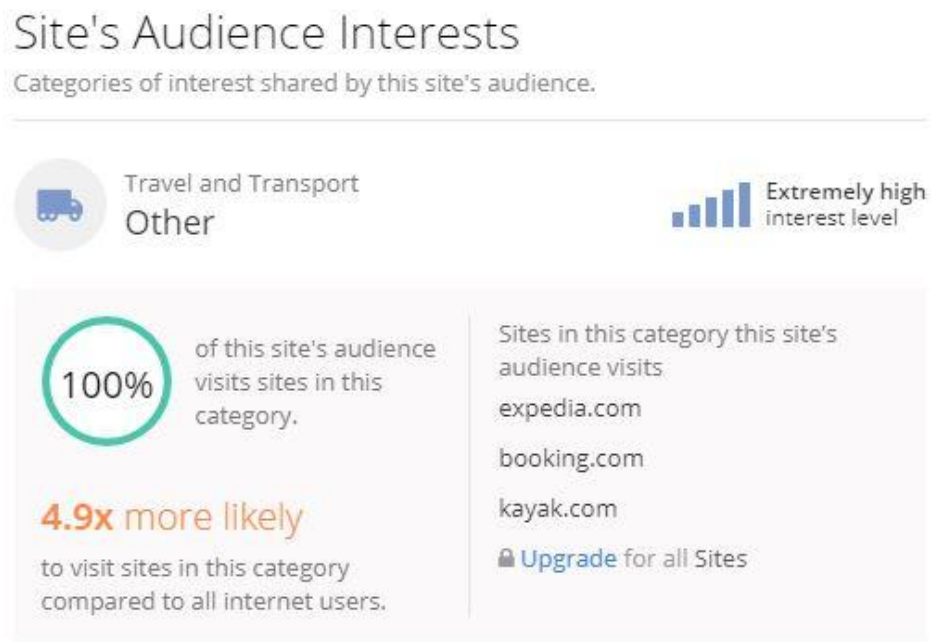 Site's Audience Interests
Categories of interest shared by this site's audience.
Travel and Transport
Other
Extremely high
interest level
100%
of this site's audience
visits sites in this
category.
4.9x more likely
to visit sites in this category
compared to all internet users.
Sites in this category this site's
audience visits
expedia.com
booking.com
kayak.com
Upgrade for all Sites